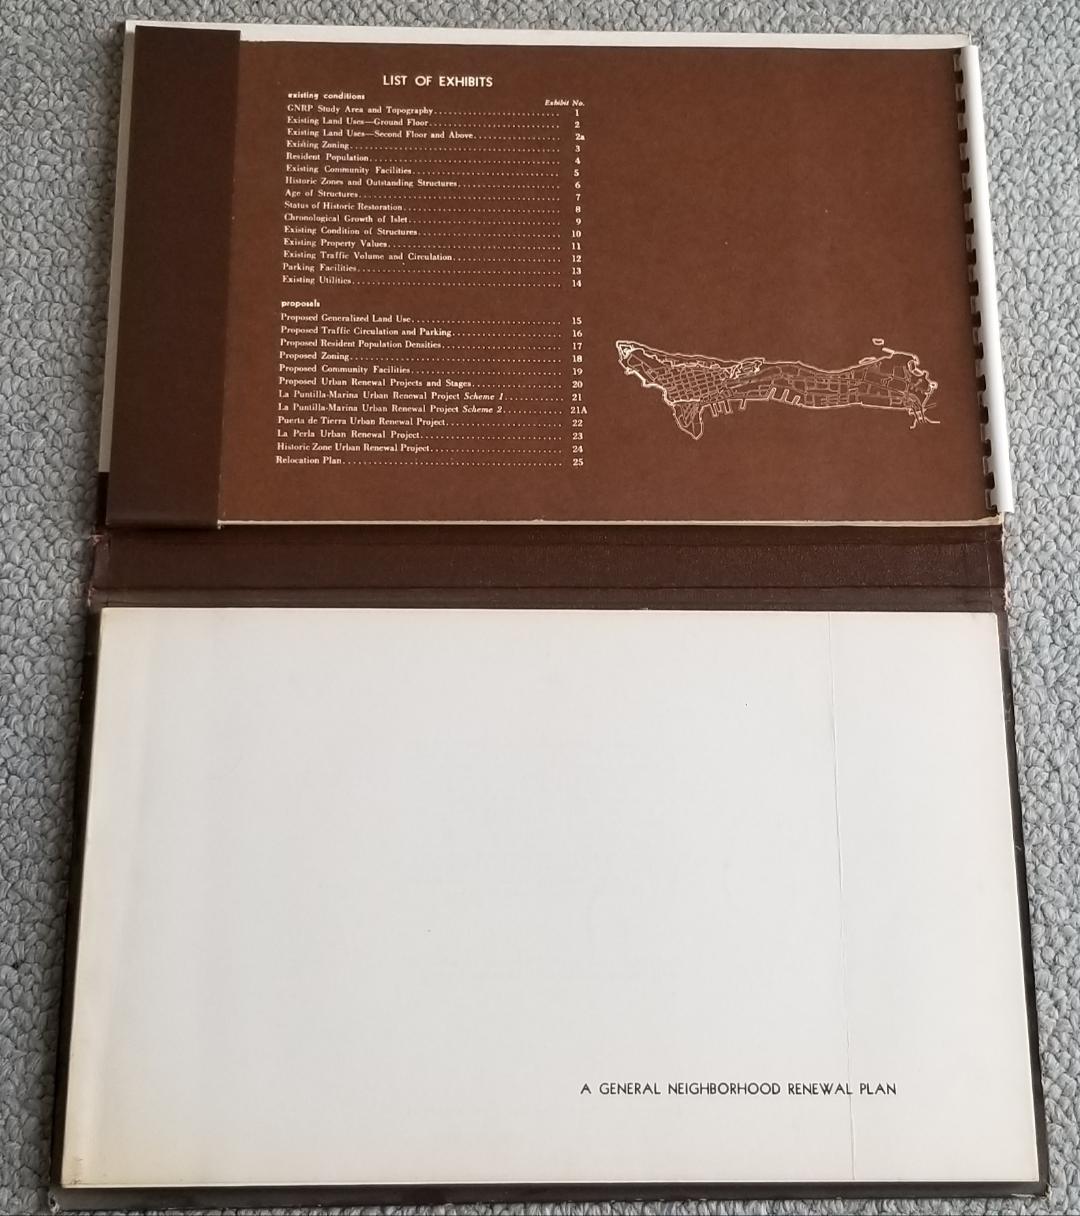 LIST OF EXHIBITS
existing conditions
Exhibit No.
GNRP Study Area and Topography............................ 1
Existing Land Uses—Ground Floor............................ 2
Existing Land Uses—Second Floor and Above.................... 2a
Existing Zoning............................................ 3
Resident Population........................................ 4
Existing Community Facilities................................ 5
Historic Zones and Outstanding Structures...................... 6
Age of Structures.......................................... 7
Status of Historic Restoration.................................. 8
Chronological Growth of Islet................................ 9
Existing Condition of Structures.............................. 10
Existing Property Values.................................... 11
Existing Traffic Volume and Circulation........................ 12
Parking Facilities.......................................... 13
Existing Utilities............................................ 14
proposals
Proposed Generalized Land Use.............................. 15
Proposed Traffic Circulation and Parking...................... 16
Proposed Resident Population Densities........................ 17
Proposed Zoning............................................ 18
Proposed Community Facilities................................ 19
Proposed Urban Renewal Projects and Stages.................. 20
La Puntilla-Marina Urban Renewal Project Scheme 1............ 21
La Puntilla-Marina Urban Renewal Project Scheme 2............ 21A
Puerta de Tierra Urban Renewal Project........................ 22
La Perla Urban Renewal Project.............................. 23
Historic Zone Urban Renewal Project.......................... 24
Relocation Plan............................................ 25
A GENERAL NEIGHBORHOOD RENEWAL PLAN